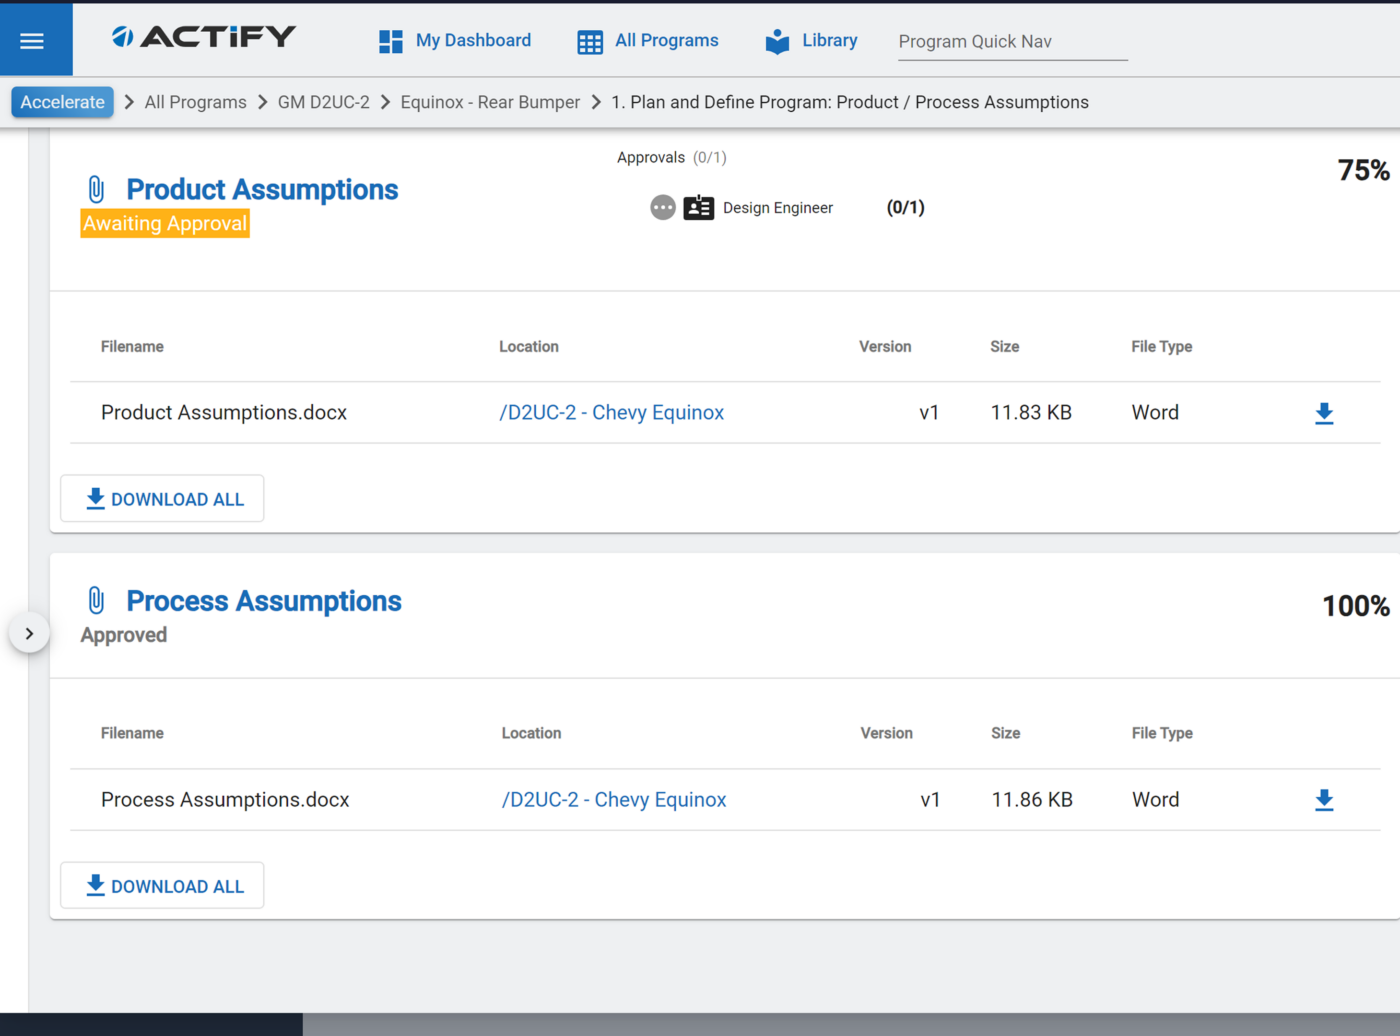 ACTiFY My Dashboard All Programs Library Program Quick Nav
Accelerate All Programs GM D2UC-2 Equinox - Rear Bumper 1. Plan and Define Program: Product / Process Assumptions
Approvals (0/1)
75%
Product Assumptions
Awaiting Approval
Design Engineer (0/1)
Filename Location Version Size File Type
Product Assumptions.docx /D2UC-2 - Chevy Equinox v1 11.83 KB Word
DOWNLOAD ALL
Process Assumptions
100%
Approved
Filename Location Version Size File Type
Process Assumptions.docx /D2UC-2 - Chevy Equinox v1 11.86 KB Word
DOWNLOAD ALL